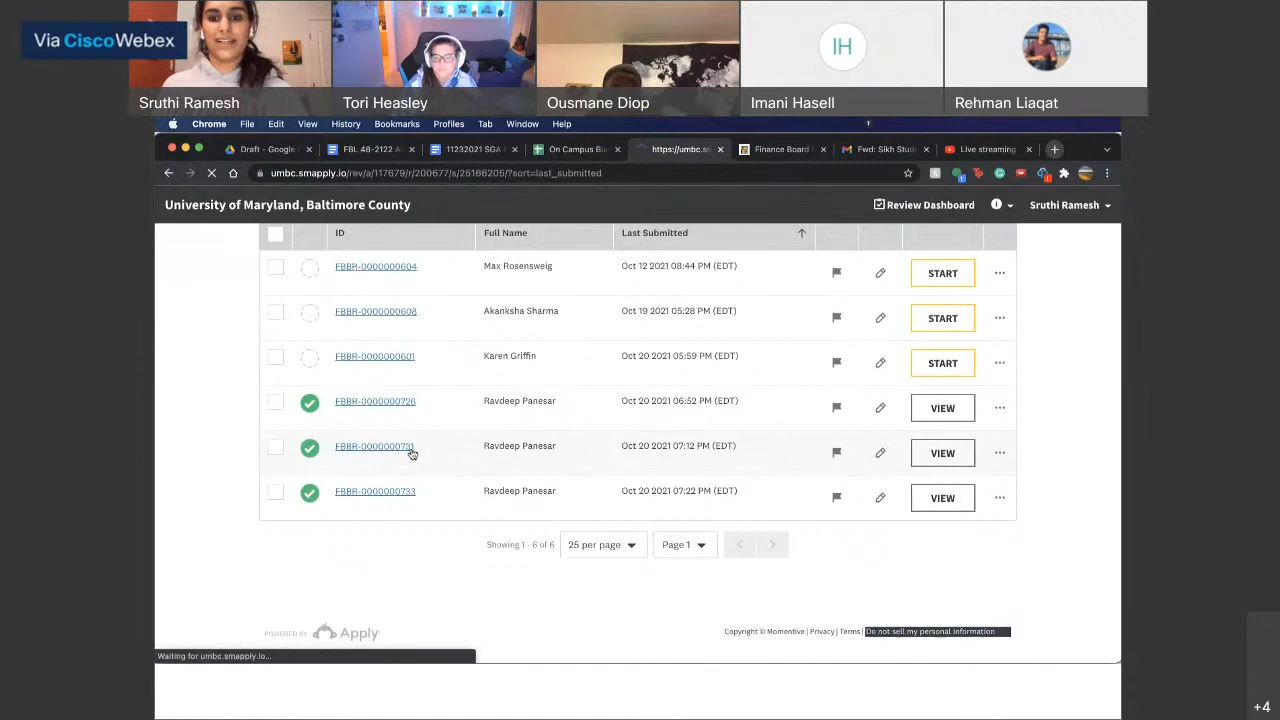 Via Cisco Webex
Sruthi Ramesh
Tori Heasley
Ousmane Diop
IH
Imani Hasell
Rehman Liaqat
Chrome File Edit View History Bookmarks Profiles Tab Window Help
Draft - Google
FBL 48-2122
11232021 SGA
On Campus Bu
https://umbc.sm
Finance Board
Fwd: Sikh Stud
Live streaming
umbc.smapply.io/rev/a/117679/r/200677/s/25166205/?sort=last_submitted
University of Maryland, Baltimore County
Review Dashboard
Sruthi Ramesh
ID Full Name Last Submitted
FBBR-0000000604 Max Rosensweig Oct 12 2021 08:44 PM (EDT) START
FBBR-0000000608 Akanksha Sharma Oct 19 2021 05:28 PM (EDT) START
FBBR-0000000601 Karen Griffin Oct 20 2021 05:59 PM (EDT) START
FBBR-0000000726 Ravdeep Panesar Oct 20 2021 06:52 PM (EDT) VIEW
FBBR-0000000731 Ravdeep Panesar Oct 20 2021 07:12 PM (EDT) VIEW
FBBR-0000000733 Ravdeep Panesar Oct 20 2021 07:22 PM (EDT) VIEW
Showing 1 - 6 of 6 25 per page Page 1
POWERED BY Apply
Copyright © Momentive | Privacy | Terms | Do not sell my personal information
Waiting for umbc.smapply.io...
+4